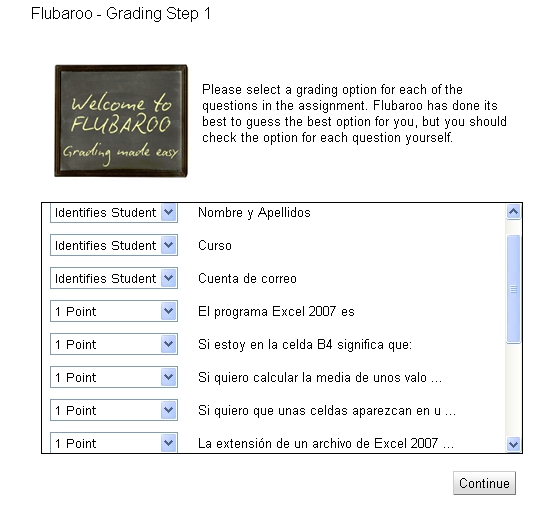 Flubaroo - Grading Step 1
Welcome to
FLUBAROO
Grading made easy
Please select a grading option for each of the
questions in the assignment. Flubaroo has done its
best to guess the best option for you, but you should
check the option for each question yourself.
Identifies Student Nombre y Apellidos
Identifies Student Curso
Identifies Student Cuenta de correo
1 Point El programa Excel 2007 es
1 Point Si estoy en la celda B4 significa que:
1 Point Si quiero calcular la media de unos valo ...
1 Point Si quiero que unas celdas aparezcan en u ...
1 Point La extensión de un archivo de Excel 2007 ...
Continue